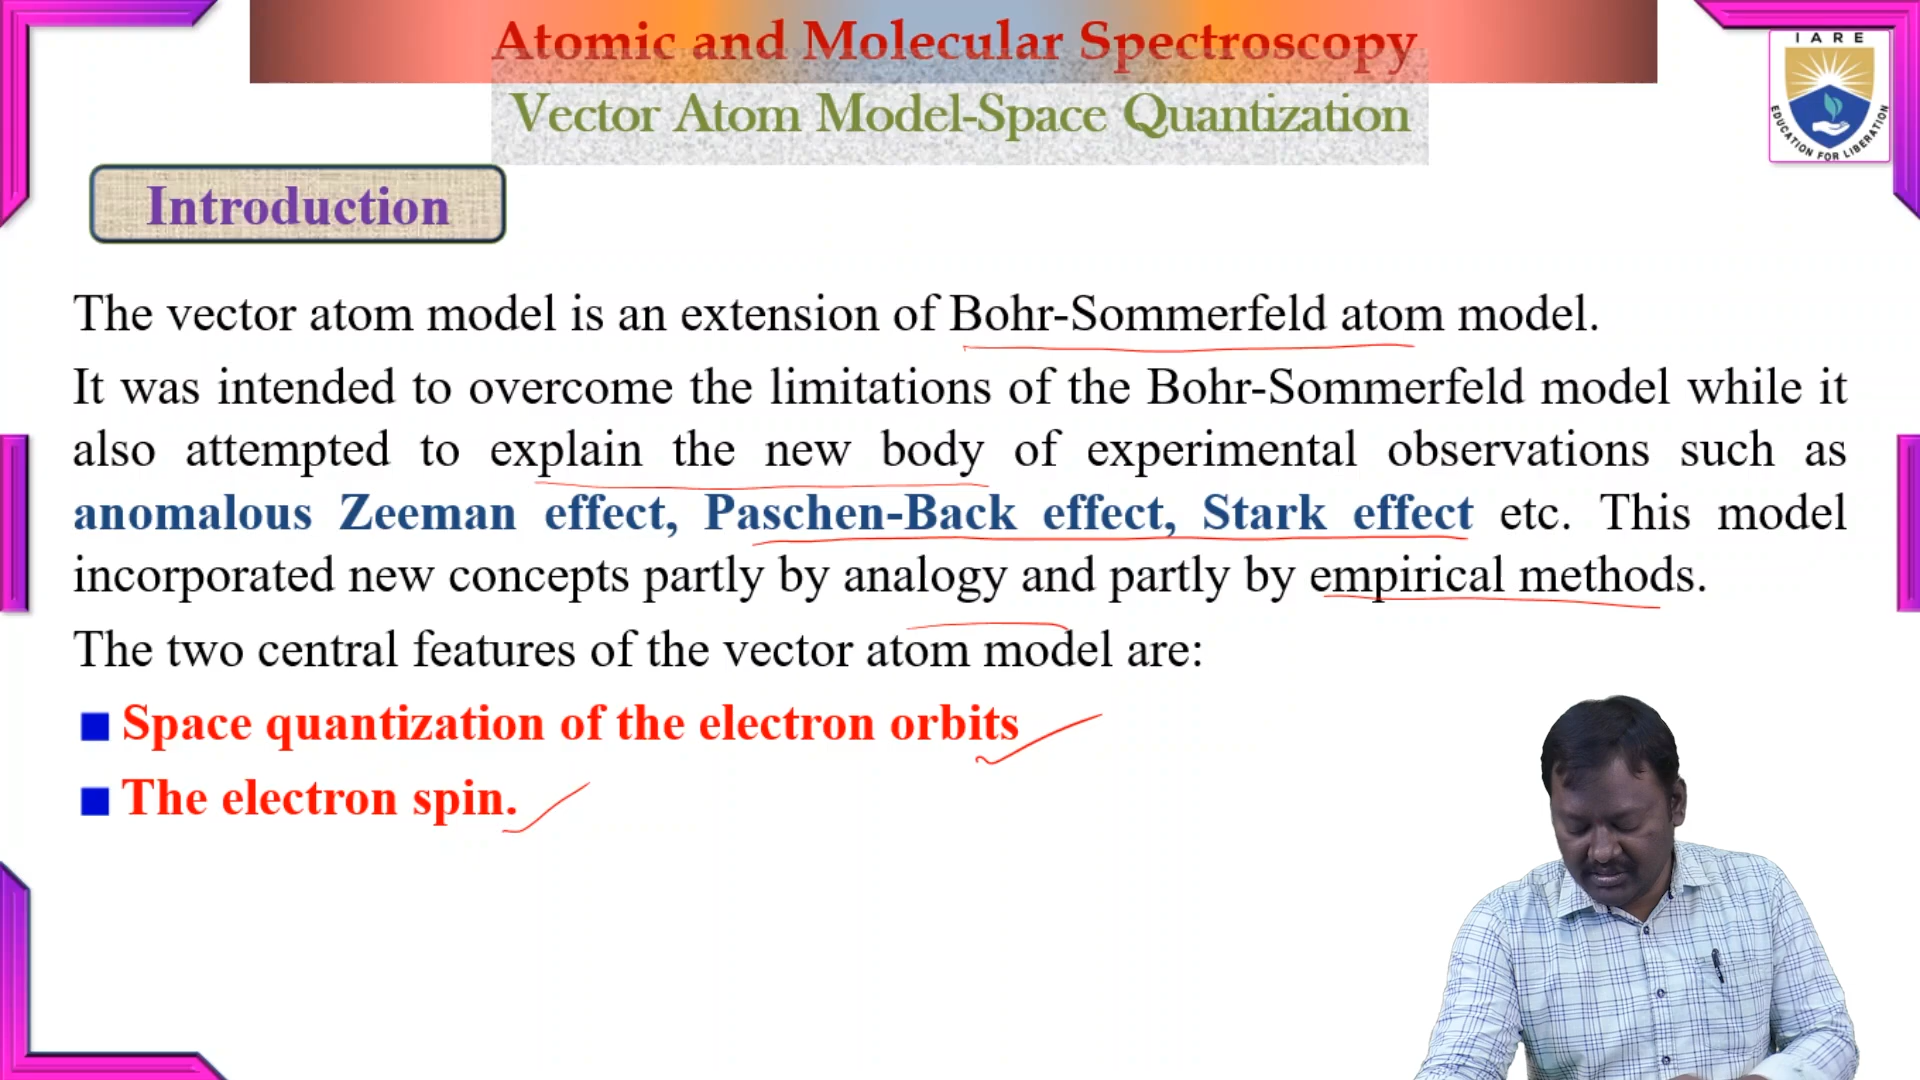 Atomic and Molecular Spectroscopy
Vector Atom Model-Space Quantization
IARE
EDUCATION FOR LIBERATION
Introduction
The vector atom model is an extension of Bohr-Sommerfeld atom model.
It was intended to overcome the limitations of the Bohr-Sommerfeld model while it
also attempted to explain the new body of experimental observations such as
anomalous Zeeman effect, Paschen-Back effect, Stark effect etc. This model
incorporated new concepts partly by analogy and partly by empirical methods.
The two central features of the vector atom model are:
Space quantization of the electron orbits
The electron spin.